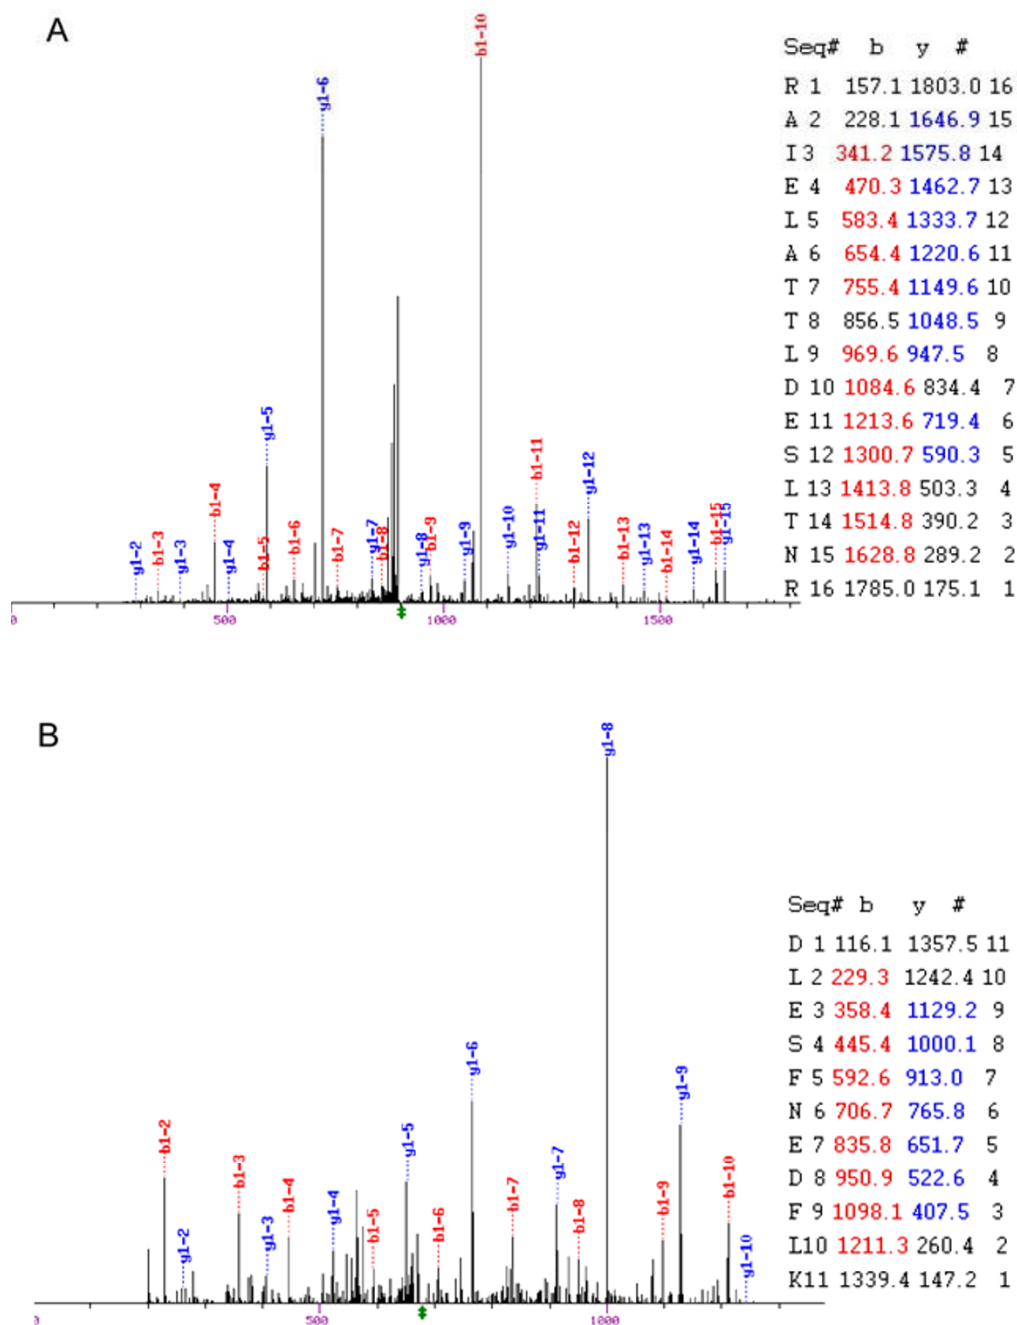 A
b1-10
y1-6
y1-5
b1-4
y1-2
b1-3
y1-3
y1-4
b1-5
b1-6
b1-7
y1-7
b1-8
y1-8
b1-9
y1-9
y1-10
b1-11
y1-11
b1-12
y1-12
b1-13
y1-13
b1-14
y1-14
b1-15
y1-15
0 500 1000 1500
Seq# b y #
R 1 157.1 1803.0 16
A 2 228.1 1646.9 15
I 3 341.2 1575.8 14
E 4 470.3 1462.7 13
L 5 583.4 1333.7 12
A 6 654.4 1220.6 11
T 7 755.4 1149.6 10
T 8 856.5 1048.5 9
L 9 969.6 947.5 8
D 10 1084.6 834.4 7
E 11 1213.6 719.4 6
S 12 1300.7 590.3 5
L 13 1413.8 503.3 4
T 14 1514.8 390.2 3
N 15 1628.8 289.2 2
R 16 1785.0 175.1 1
B
y1-8
y1-6
y1-9
b1-2
y1-2
b1-3
y1-3
b1-4
y1-4
b1-5
y1-5
b1-6
b1-7
y1-7
b1-8
b1-9
b1-10
y1-10
0 500 1000
Seq# b y #
D 1 116.1 1357.5 11
L 2 229.3 1242.4 10
E 3 358.4 1129.2 9
S 4 445.4 1000.1 8
F 5 592.6 913.0 7
N 6 706.7 765.8 6
E 7 835.8 651.7 5
D 8 950.9 522.6 4
F 9 1098.1 407.5 3
L10 1211.3 260.4 2
K11 1339.4 147.2 1